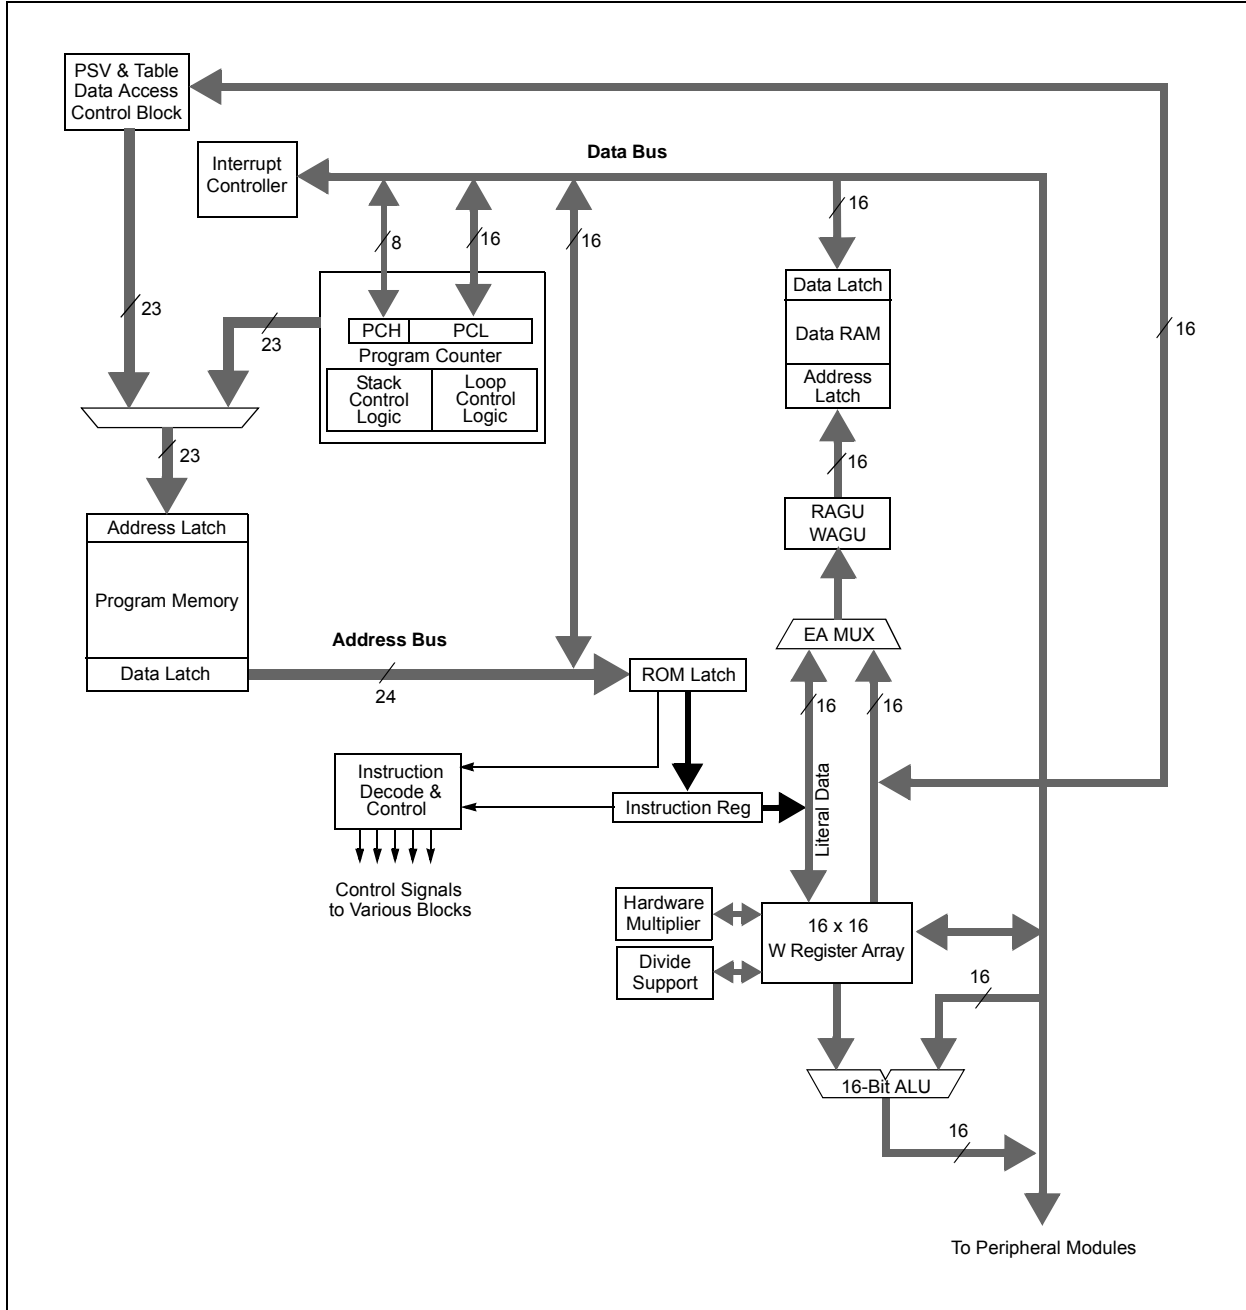 PSV & Table
Data Access
Control Block
Data Bus
Interrupt
Controller
16
8
16
16
Data Latch
23
16
23
PCH
PCL
Data RAM
Program Counter
Stack
Control
Logic
Loop
Control
Logic
Address
Latch
23
16
RAGU
WAGU
Address Latch
Program Memory
EA MUX
Address Bus
Data Latch
24
ROM Latch
16
16
Instruction
Decode &
Control
Instruction Reg
Literal Data
Control Signals
to Various Blocks
Hardware
Multiplier
16 x 16
W Register Array
Divide
Support
16
16-Bit ALU
16
To Peripheral Modules